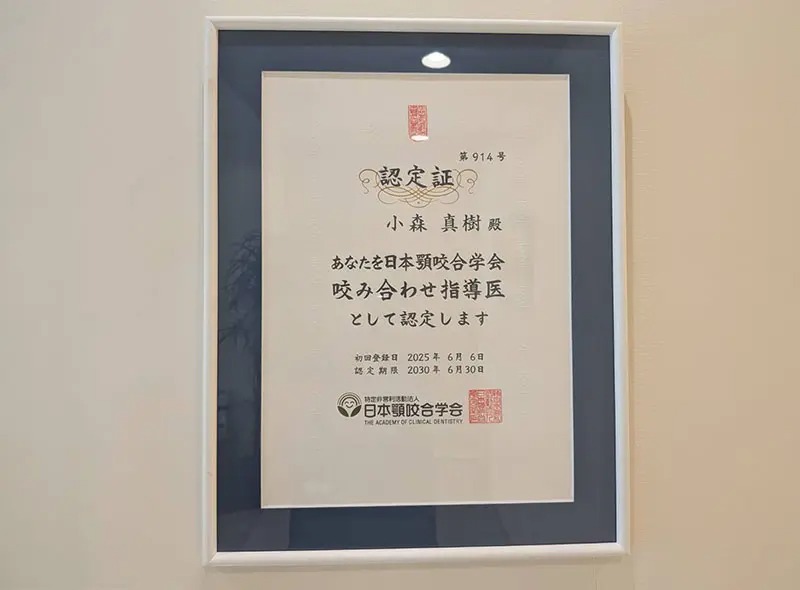 第914号
認定証
小森 真樹 殿
あなたを日本顎咬合学会
咬み合わせ指導医
として認定します
初回登録日 2025年 6月 6日
認定期限 2030年 6月30日
特定非営利活動法人
日本顎咬合学会
THE ACADEMY OF CLINICAL DENTISTRY